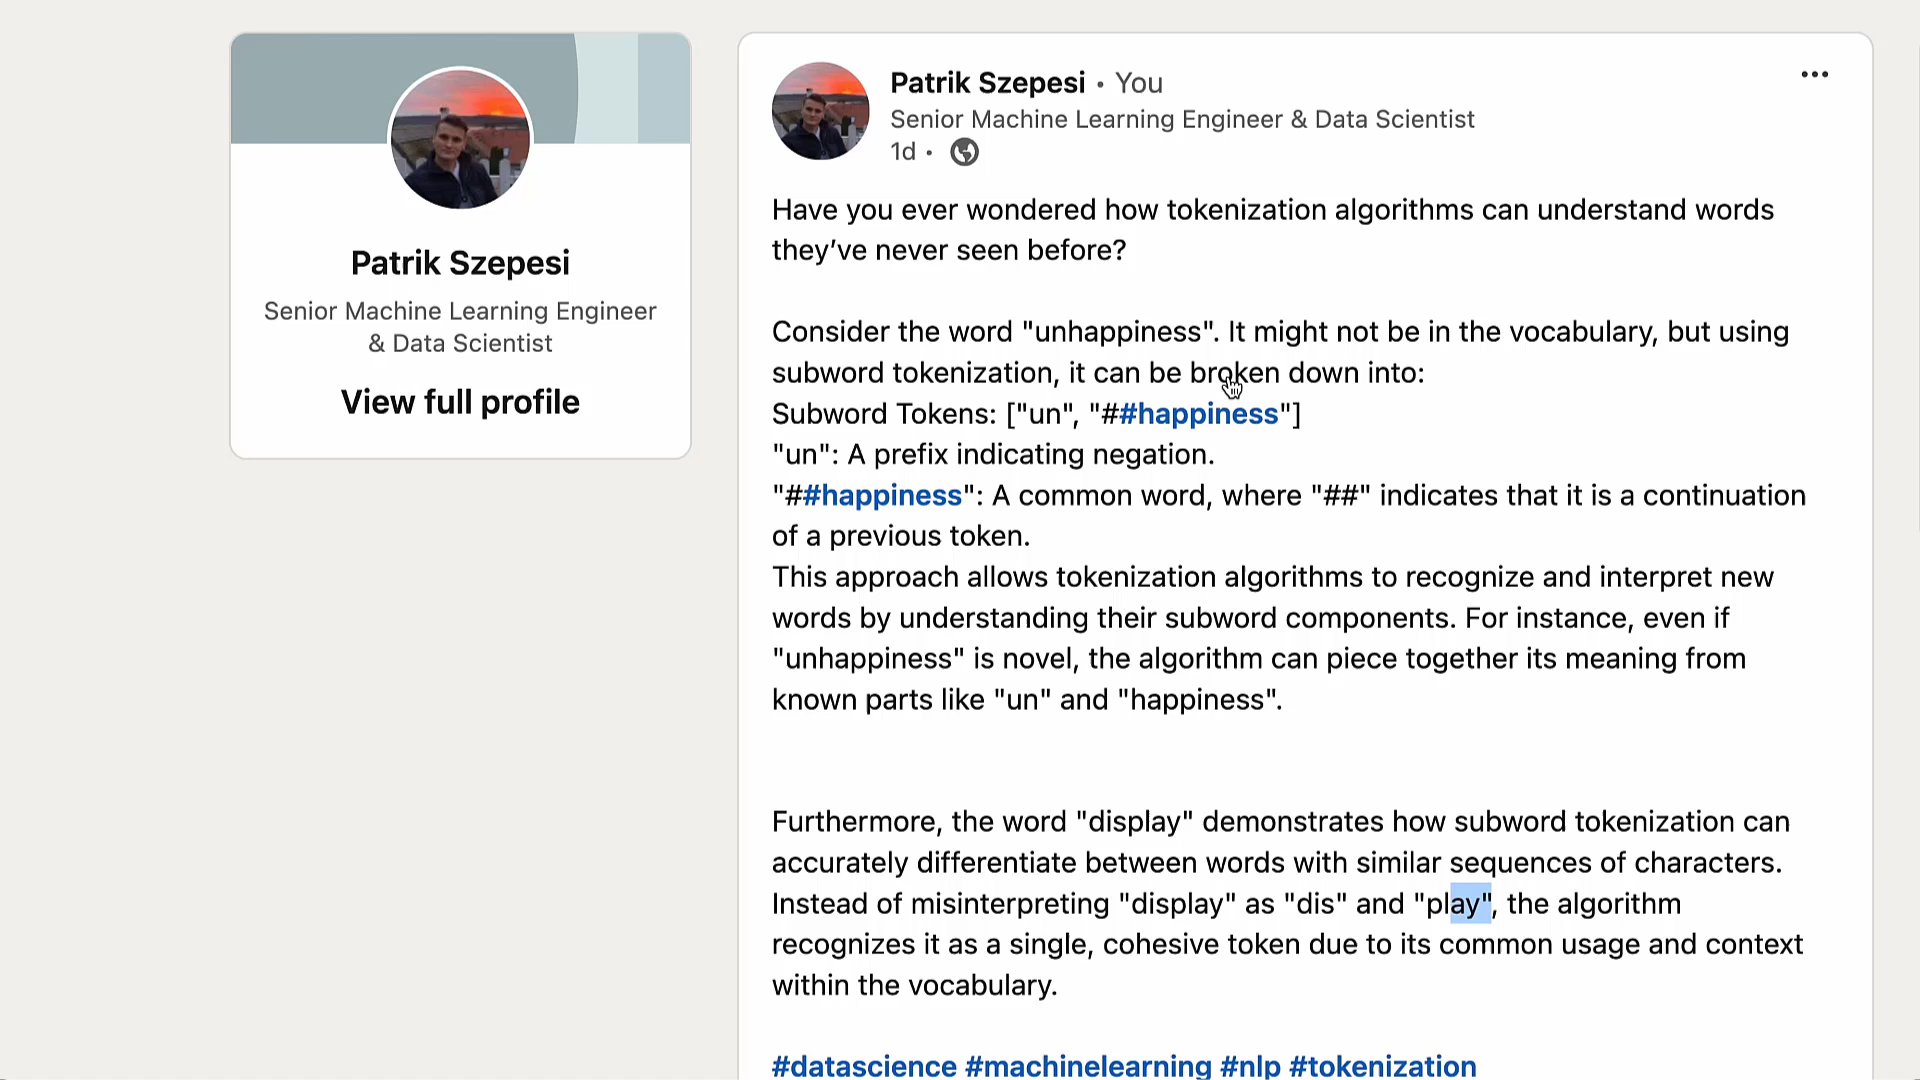 Patrik Szepesi
Senior Machine Learning Engineer
& Data Scientist
View full profile
Patrik Szepesi • You
Senior Machine Learning Engineer & Data Scientist
1d •
Have you ever wondered how tokenization algorithms can understand words
they’ve never seen before?
Consider the word "unhappiness". It might not be in the vocabulary, but using
subword tokenization, it can be broken down into:
Subword Tokens: ["un", "##happiness"]
"un": A prefix indicating negation.
"##happiness": A common word, where "##" indicates that it is a continuation
of a previous token.
This approach allows tokenization algorithms to recognize and interpret new
words by understanding their subword components. For instance, even if
"unhappiness" is novel, the algorithm can piece together its meaning from
known parts like "un" and "happiness".
Furthermore, the word "display" demonstrates how subword tokenization can
accurately differentiate between words with similar sequences of characters.
Instead of misinterpreting "display" as "dis" and "play", the algorithm
recognizes it as a single, cohesive token due to its common usage and context
within the vocabulary.
#datascience #machinelearning #nlp #tokenization